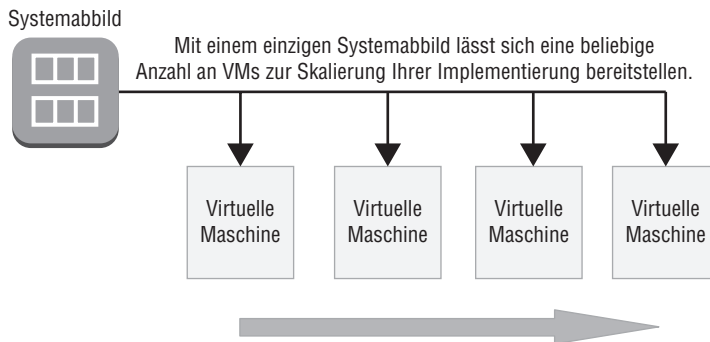 Systemabbild
Mit einem einzigen Systemabbild lässt sich eine beliebige
Anzahl an VMs zur Skalierung Ihrer Implementierung bereitstellen.
Virtuelle
Maschine
Virtuelle
Maschine
Virtuelle
Maschine
Virtuelle
Maschine